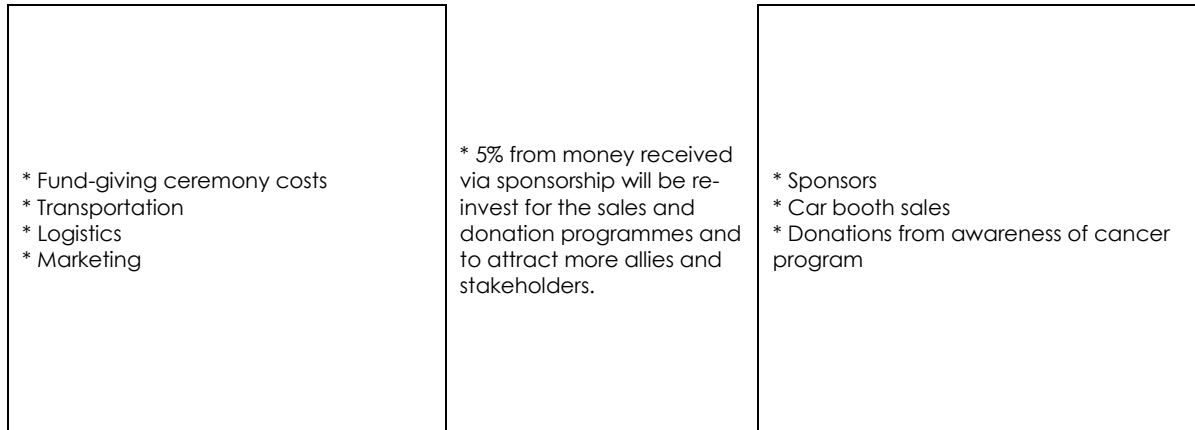 * Fund-giving ceremony costs
* Transportation
* Logistics
* Marketing
* 5% from money received
via sponsorship will be re-
invest for the sales and
donation programmes and
to attract more allies and
stakeholders.
* Sponsors
* Car booth sales
* Donations from awareness of cancer
program